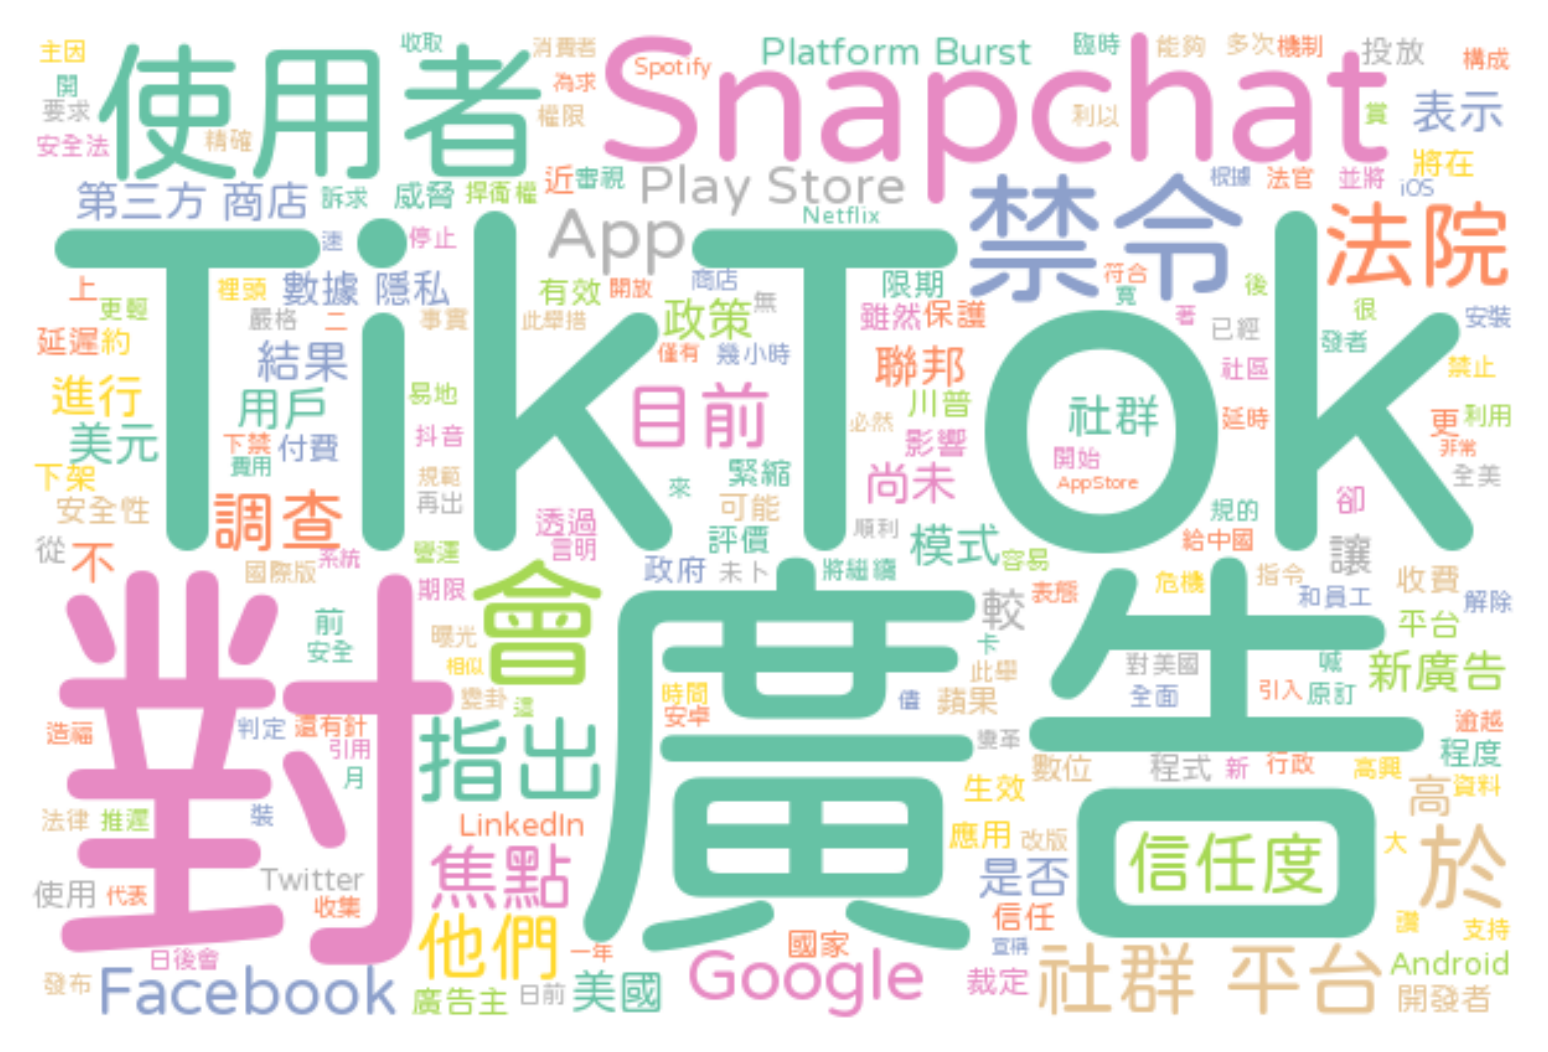 主因
收取
消費者
Platform Burst
臨時
能夠
多次
機制
投放
構成
使用者
Snapchat
開
Spotify
為求
要求
權限
利以
賞
表示
安全法
精確
將在
第三方 商店
訴求
威脅
捍衛權
近
審視
Play Store
根據
法官
並將
iOS
Netflix
禁令
法院
App
TikTok
速
停止
上
更輕
裡頭
數據 隱私
有效
開放
商店
限期
符合
寬
後
嚴格
二
事實
此舉措
政策
無
雖然
保護
著
已經
很
安裝
延遲
約
結果
僅有
幾小時
聯邦
發者
社區
禁止
進行
用戶
易地
目前
川普
社群
延時
更
利用
美元
下禁
付費
抖音
必然
影響
開始
非常
費用
下架
規範
緊縮
尚未
AppStore
全美
安全性
調查
再出
來
可能
卻
從
不
透過
言明
評價
順利
模式
規的
給中國
讓
系統
營運
容易
國際版
期限
會
政府
未卜
將繼續
對
廣告
較
表態
危機
指令
和員工
收費
解除
前
安全
曝光
相似
卡
此舉
對美國
喊
平台
新廣告
變卦
時間
安卓
儘
蘋果
全面
引入
原訂
造福
判定
還有針
引用
指出
變革
逾越
程度
月
數位
程式
新
行政
高興
高
資料
生效
法律
推遲
裝
LinkedIn
應用
改版
信任度
大
於
使用
代表
Twitter
收集
焦點
是否
信任
讚
支持
他們
一年
國家
宣稱
日後會
發布
Facebook
廣告主
日前
美國
Google
裁定
社群 平台
Android
開發者